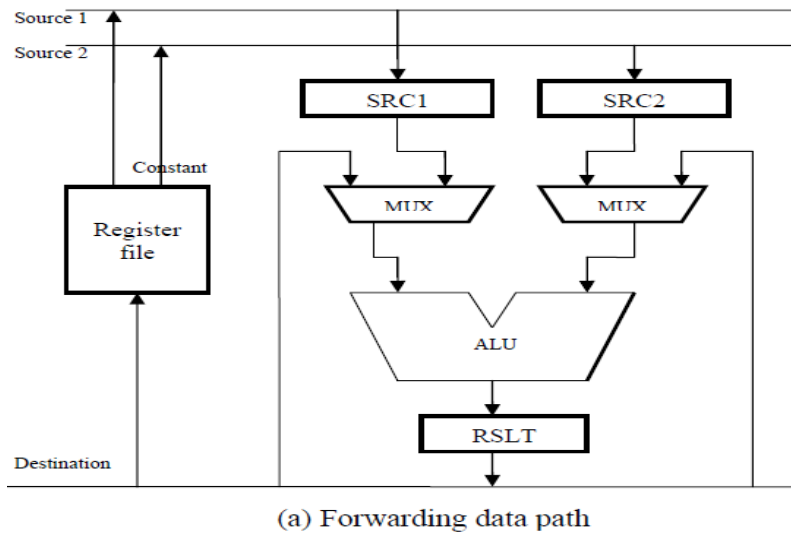 Source 1
Source 2
SRC1
SRC2
Constant
MUX
MUX
Register
file
ALU
RSLT
Destination
(a) Forwarding data path